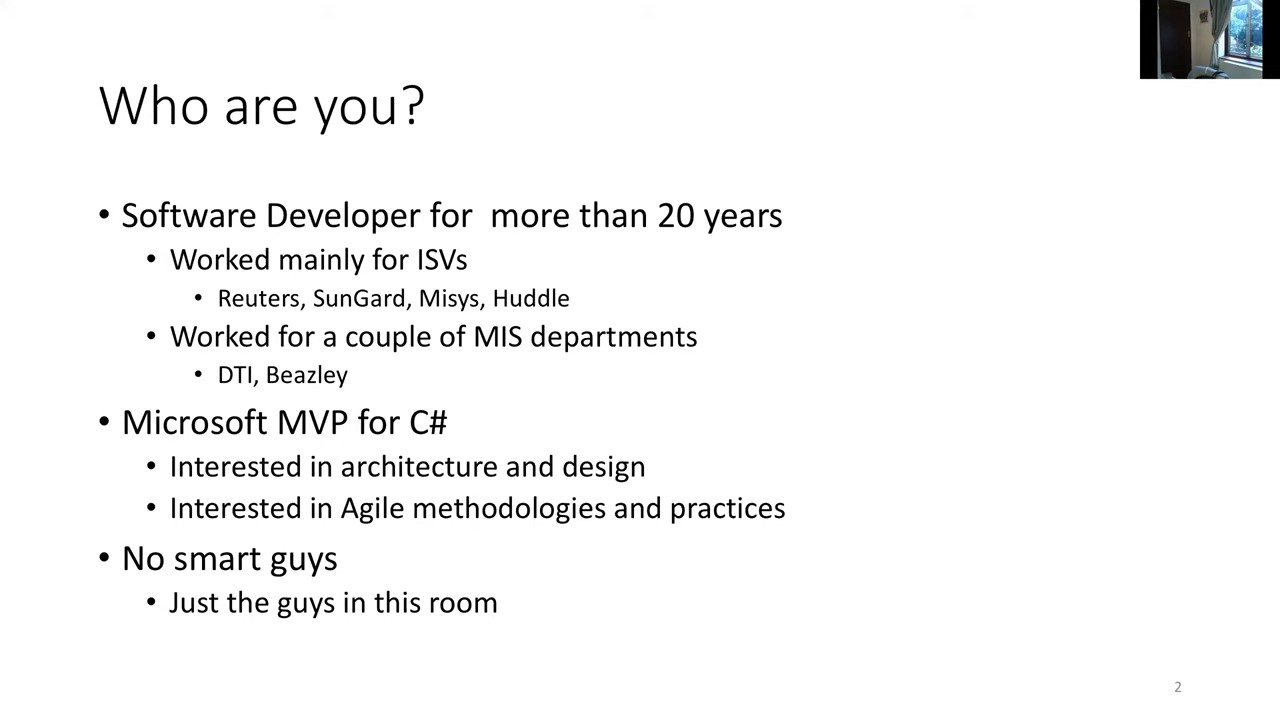 Who are you?
• Software Developer for  more than 20 years
• Worked mainly for ISVs
• Reuters, SunGard, Misys, Huddle
• Worked for a couple of MIS departments
• DTI, Beazley
• Microsoft MVP for C#
• Interested in architecture and design
• Interested in Agile methodologies and practices
• No smart guys
• Just the guys in this room
2